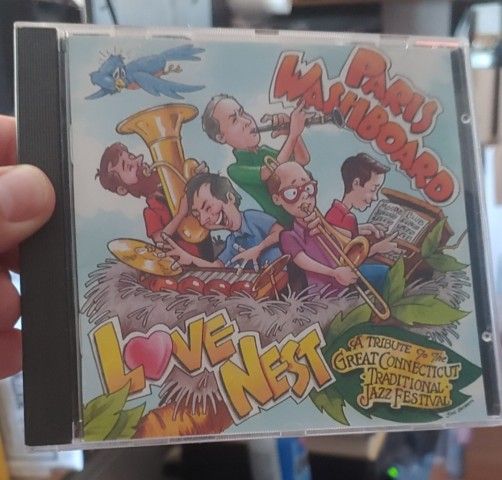 PARIS
WASHBOARD
LOVE
NEST
A TRIBUTE TO THE
GREAT CONNECTICUT
TRADITIONAL
JAZZ FESTIVAL